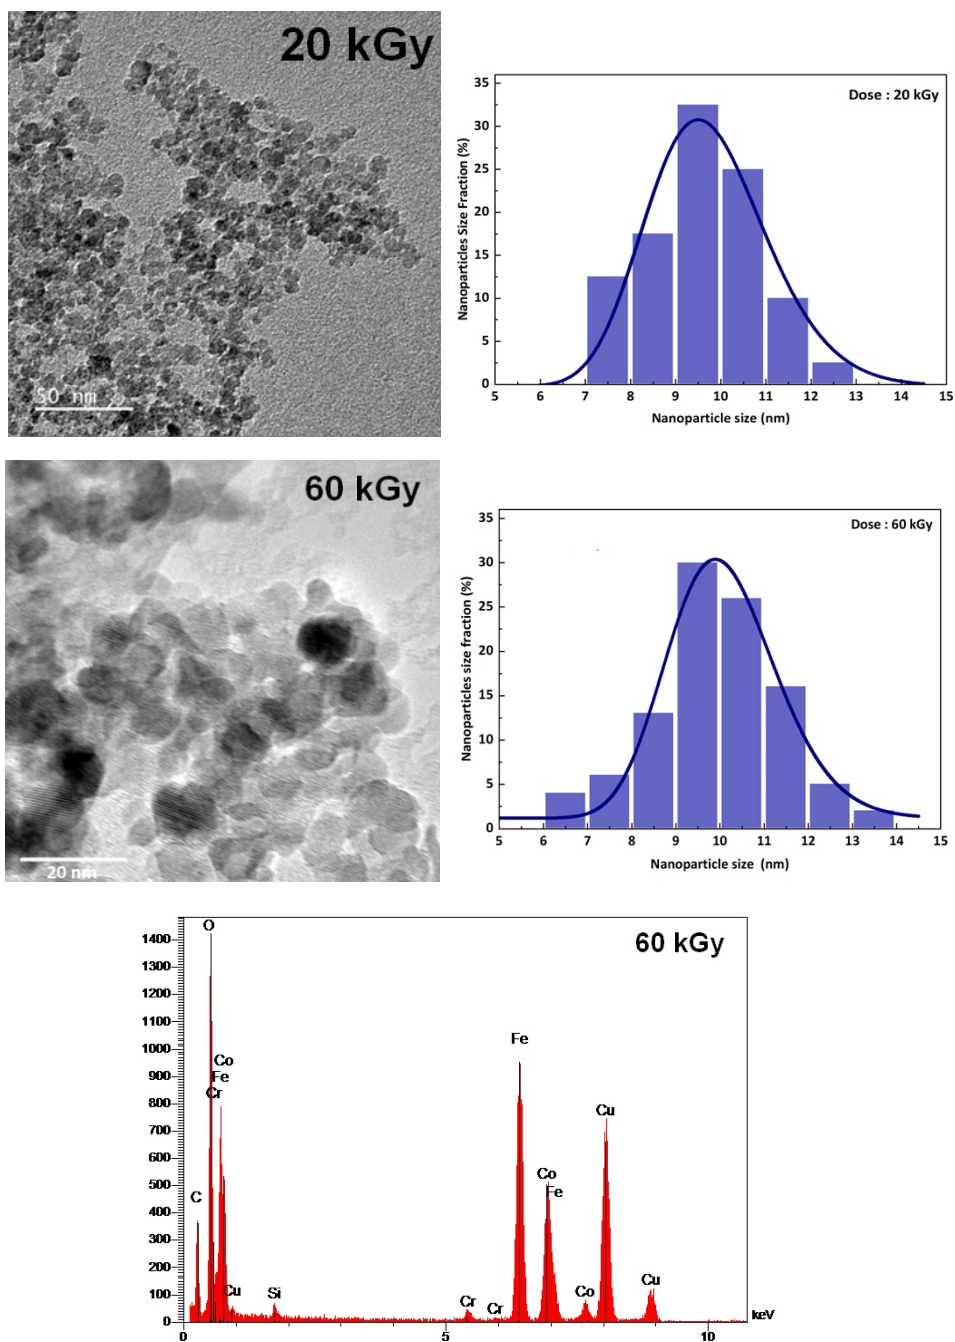 20 kGy
50 nm
Nanoparticles Size Fraction (%)
35
30
25
20
15
10
5
0
Dose : 20 kGy
5 6 7 8 9 10 11 12 13 14 15
Nanoparticle size (nm)
60 kGy
20 nm
Nanoparticles size fraction (%)
35
30
25
20
15
10
5
0
Dose : 60 kGy
5 6 7 8 9 10 11 12 13 14 15
Nanoparticle size (nm)
60 kGy
1400
1300
1200
1100
1000
900
800
700
600
500
400
300
200
100
0
O
Co
Fe
Cr
C
Cu
Si
Cr
Cr
Fe
Co
Fe
Co
Cu
Cu
keV
0 5 10